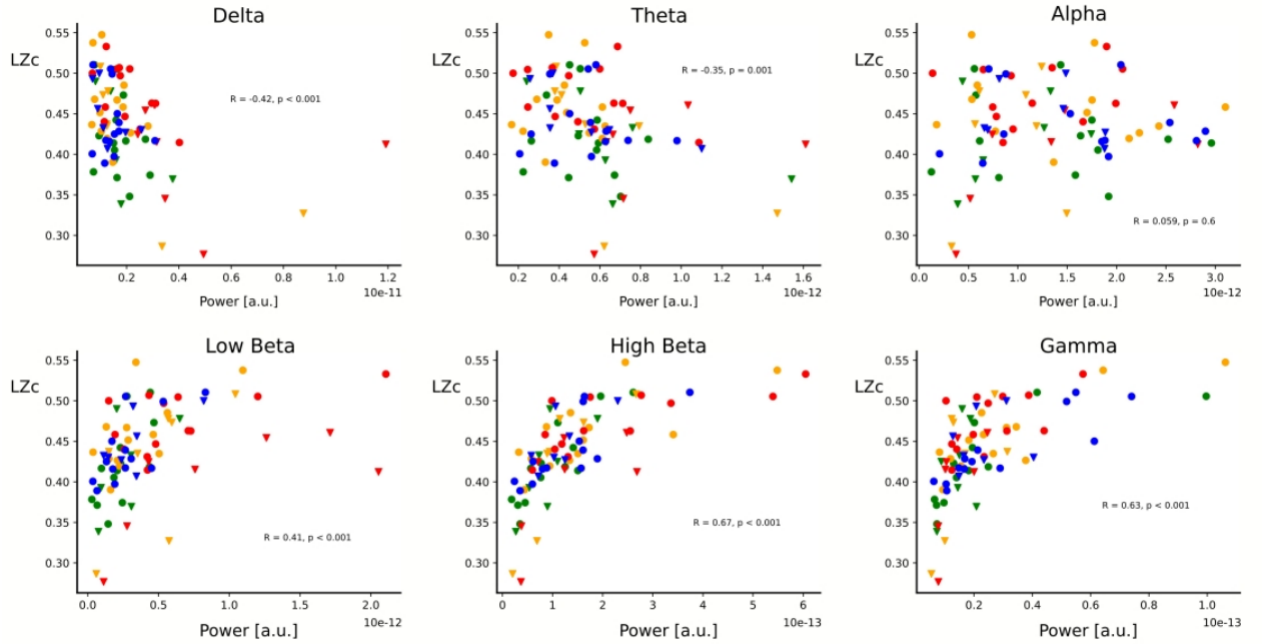 Delta
LZc
0.55
0.50
0.45
0.40
0.35
0.30
R = -0.42, p < 0.001
0.2 0.4 0.6 0.8 1.0 1.2
10e-11
Power [a.u.]
Theta
LZc
0.55
0.50
0.45
0.40
0.35
0.30
R = -0.35, p = 0.001
0.2 0.4 0.6 0.8 1.0 1.2 1.4 1.6
10e-12
Power [a.u.]
Alpha
LZc
0.55
0.50
0.45
0.40
0.35
0.30
R = 0.059, p = 0.6
0.0 0.5 1.0 1.5 2.0 2.5 3.0
10e-12
Power [a.u.]
Low Beta
LZc
0.55
0.50
0.45
0.40
0.35
0.30
R = 0.41, p < 0.001
0.0 0.5 1.0 1.5 2.0
10e-12
Power [a.u.]
High Beta
LZc
0.55
0.50
0.45
0.40
0.35
0.30
R = 0.67, p < 0.001
0 1 2 3 4 5 6
10e-13
Power [a.u.]
Gamma
LZc
0.55
0.50
0.45
0.40
0.35
0.30
R = 0.63, p < 0.001
0.2 0.4 0.6 0.8 1.0
10e-13
Power [a.u.]